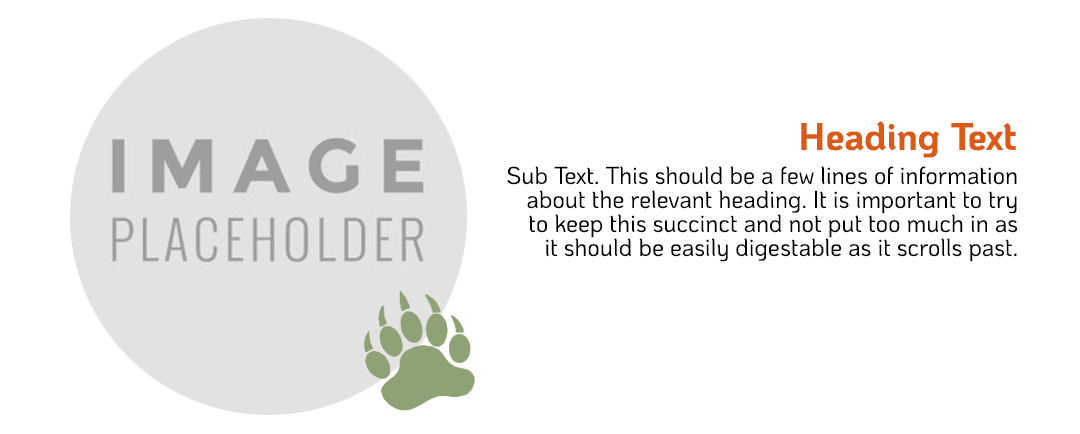 IMAGE
PLACEHOLDER
Heading Text
Sub Text. This should be a few lines of information
about the relevant heading. It is important to try
to keep this succinct and not put too much in as
it should be easily digestable as it scrolls past.